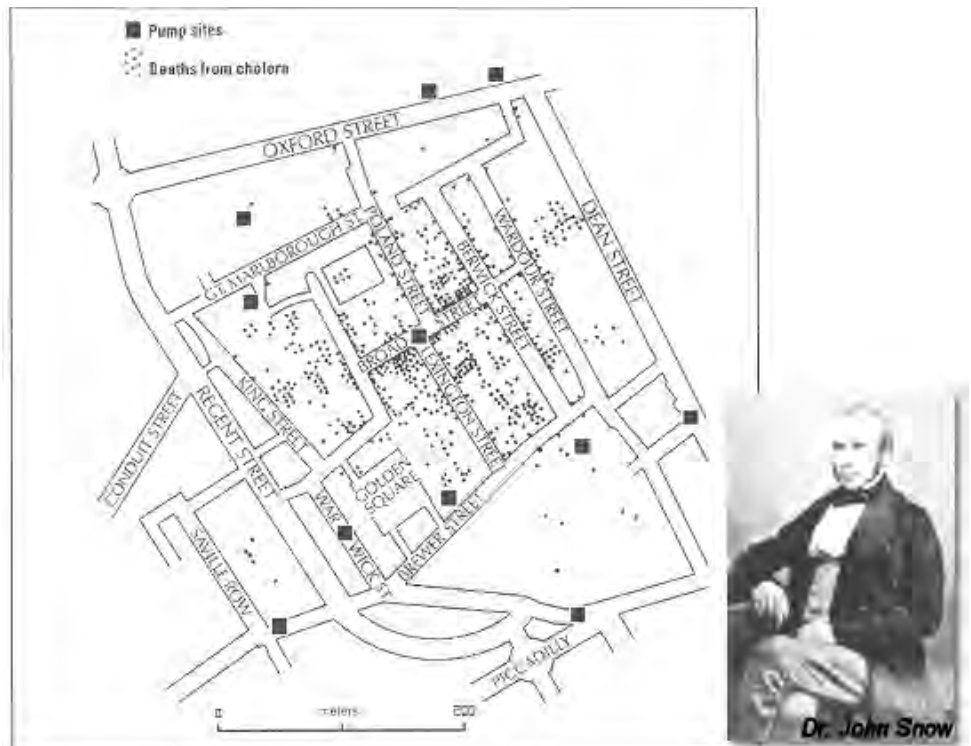 Pump sites
Deaths from cholera
OXFORD STREET
GT. MARLBOROUGH ST.
POLAND STREET
BERWICK STREET
WARDOUR STREET
DEAN STREET
BROAD STREET
LEXINGTON STREET
KING STREET
REGENT STREET
CONDUIT STREET
GOLDEN
SQUARE
WARWICK ST.
BRAWER STREET
SAVILLE ROW
PICCADILLY
0 meters 200
Dr. John Snow